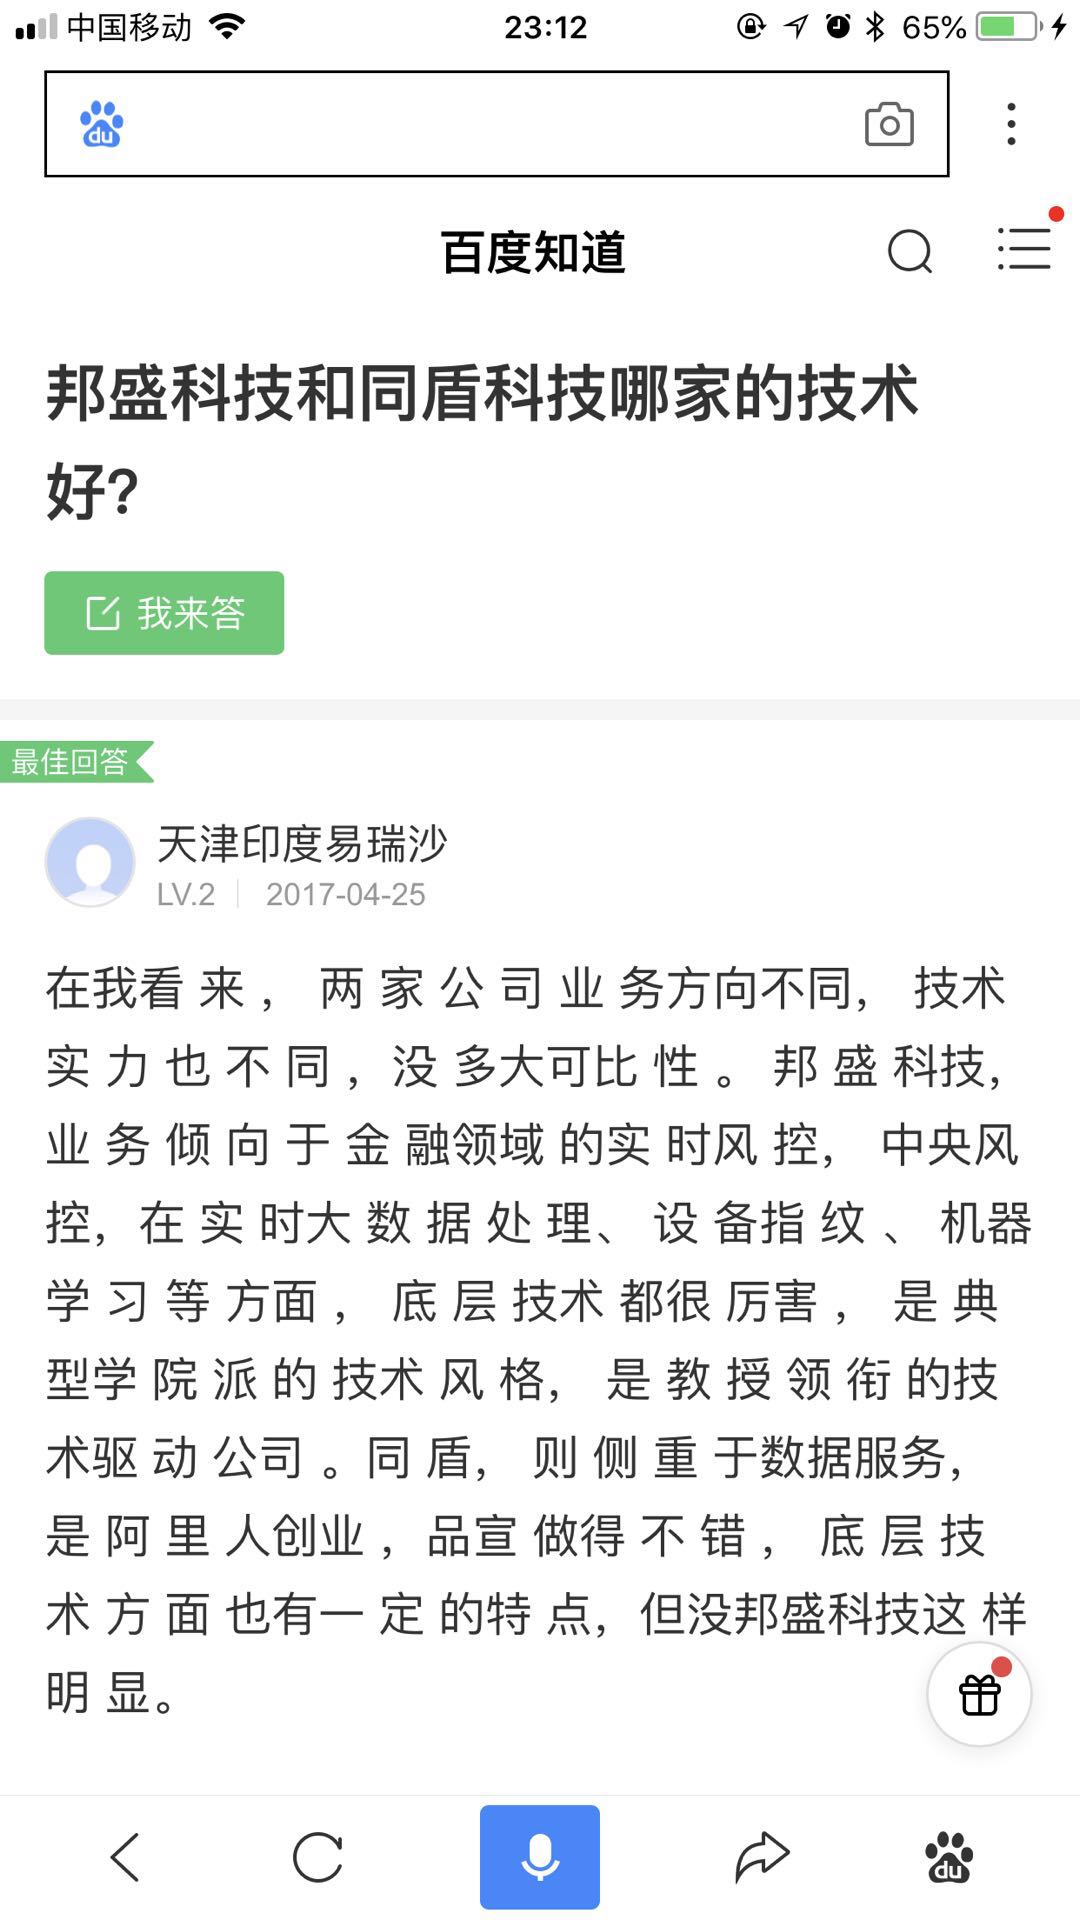 中国移动 23:12 65%
du
百度知道
邦盛科技和同盾科技哪家的技术
好?
我来答
最佳回答
天津印度易瑞沙
LV.2 2017-04-25
在我看 来， 两 家 公 司 业 务方向不同， 技术
实 力 也 不 同 ，没 多大可比 性 。 邦 盛 科技，
业 务 倾 向 于 金 融领域 的实 时风 控， 中央风
控，在 实 时大 数 据 处 理、 设 备指 纹 、 机器
学 习 等 方面 ， 底 层 技术 都很 厉害 ， 是 典
型学 院 派 的 技术 风 格， 是 教 授 领 衔 的技
术驱 动 公司 。同 盾， 则 侧 重 于数据服务，
是 阿 里 人创业 ，品宣 做得 不 错 ， 底 层 技
术 方 面 也有一 定 的特 点，但没邦盛科技这 样
明 显。
du